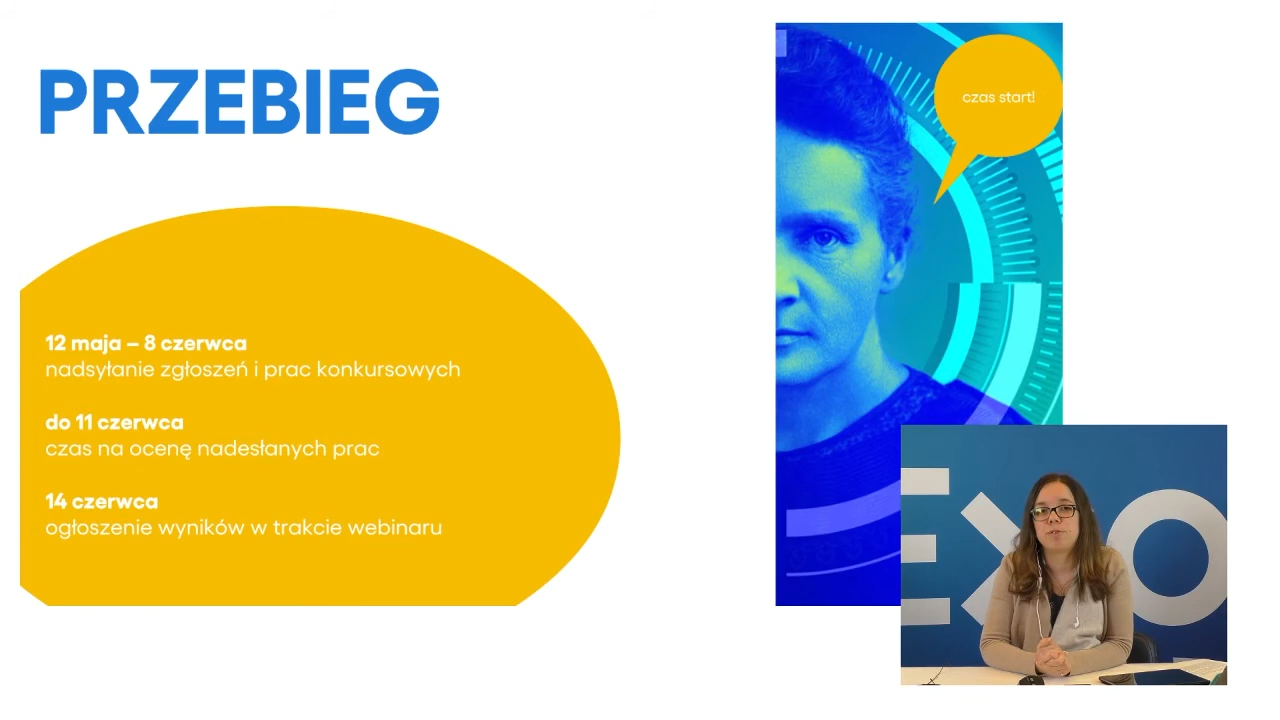 PRZEBIEG
czas start!
12 maja – 8 czerwca
nadsyłanie zgłoszeń i prac konkursowych
do 11 czerwca
czas na ocenę nadesłanych prac
14 czerwca
ogłoszenie wyników w trakcie webinaru
EXO